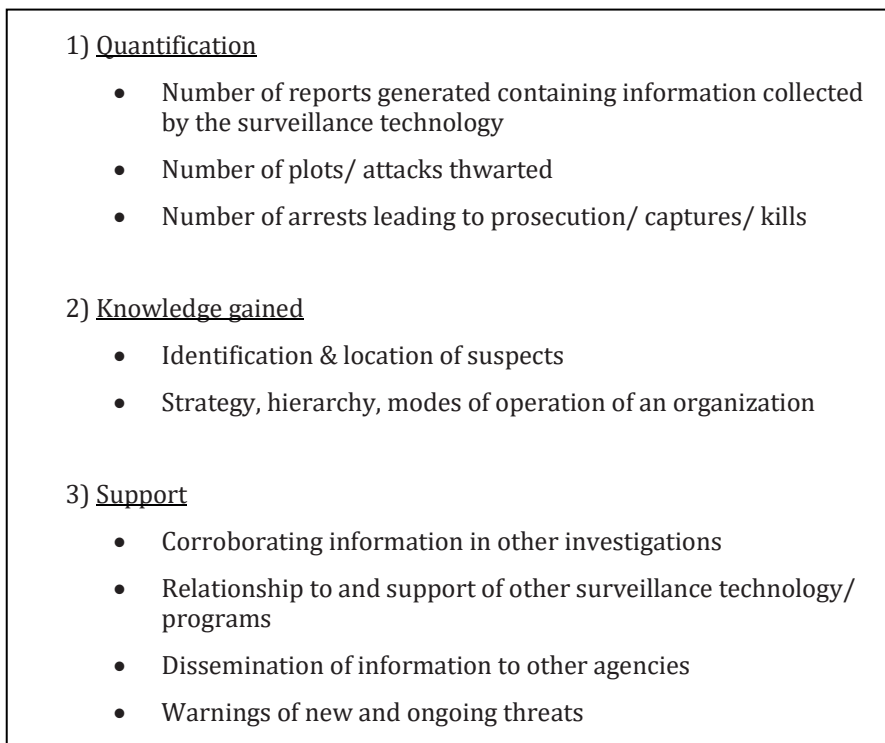 1) Quantification
• Number of reports generated containing information collected
by the surveillance technology
• Number of plots/ attacks thwarted
• Number of arrests leading to prosecution/ captures/ kills
2) Knowledge gained
• Identification & location of suspects
• Strategy, hierarchy, modes of operation of an organization
3) Support
• Corroborating information in other investigations
• Relationship to and support of other surveillance technology/
programs
• Dissemination of information to other agencies
• Warnings of new and ongoing threats